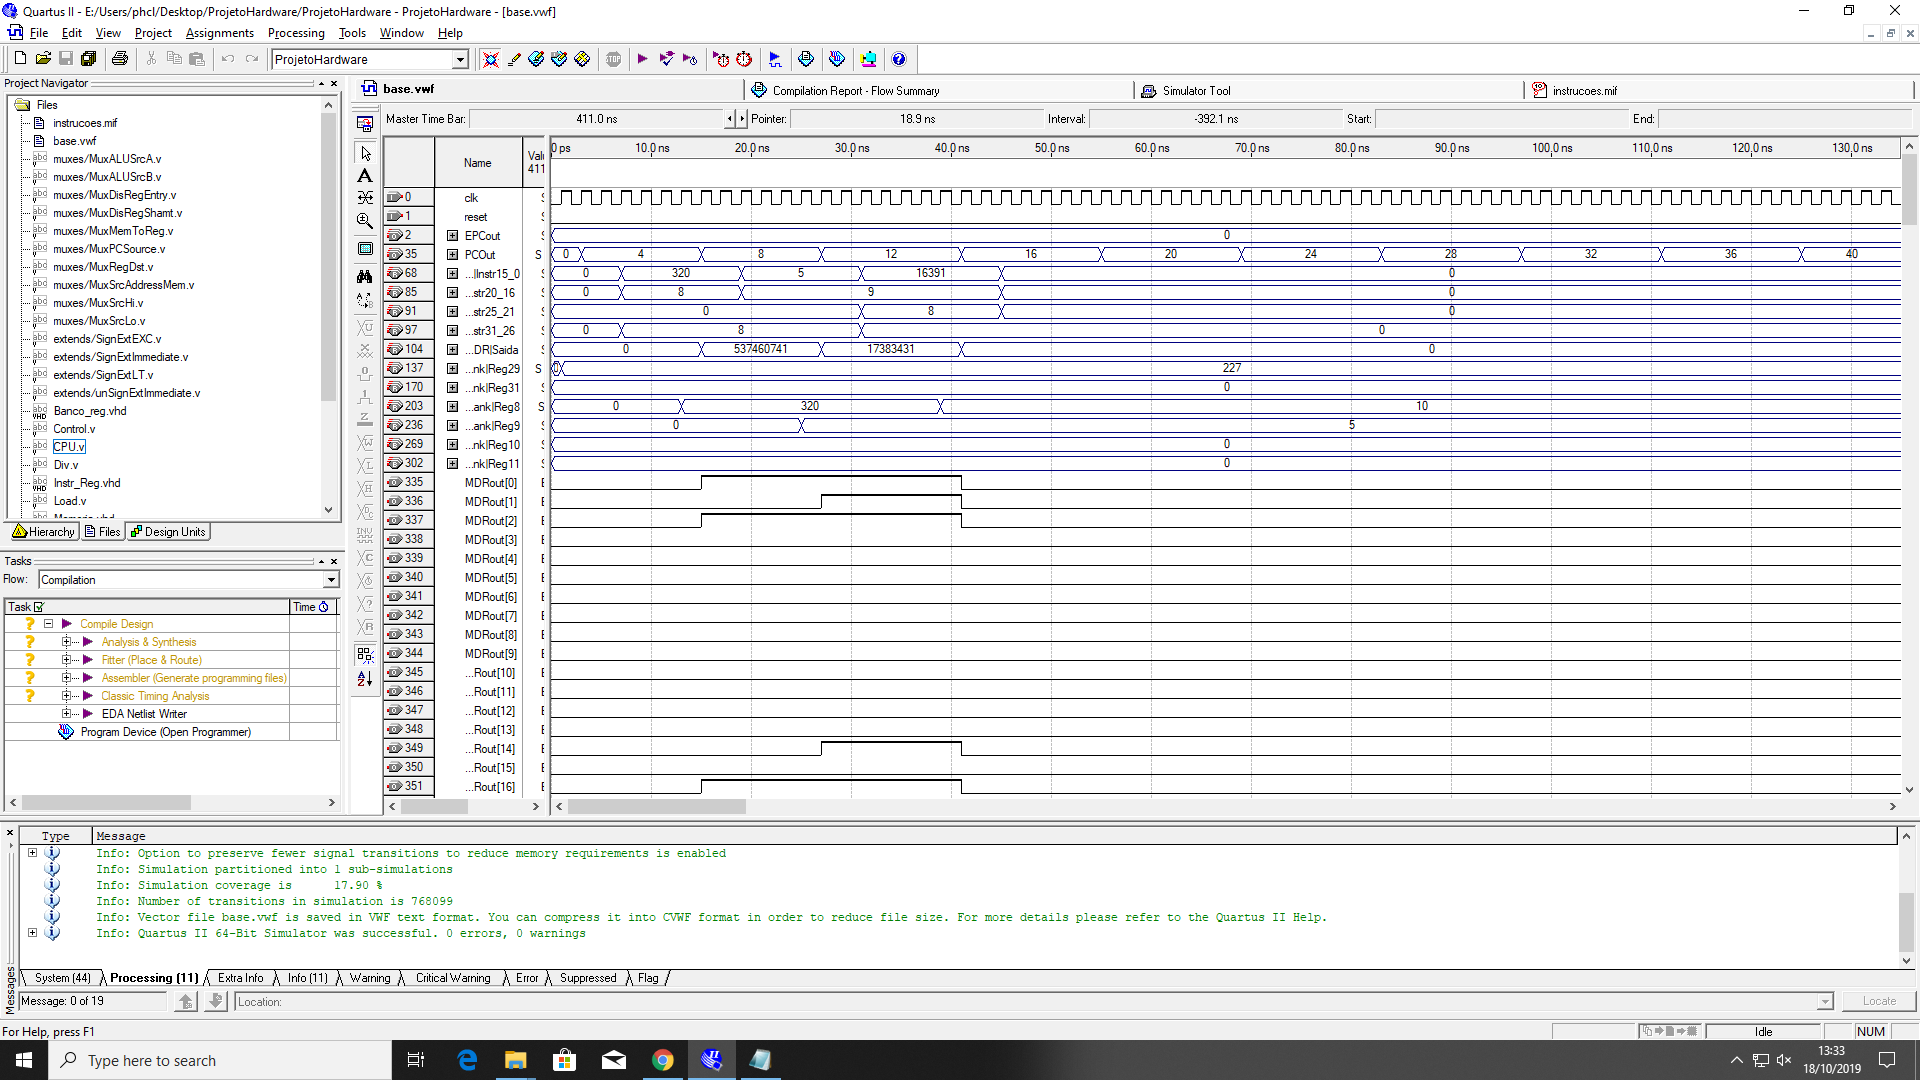 Quartus II - E:/Users/phcl/Desktop/ProjetoHardware/ProjetoHardware - ProjetoHardware - [base.vwf]
File Edit View Project Assignments Processing Tools Window Help
ProjetoHardware
Project Navigator
Files
instrucoes.mif
base.vwf
muxes/MuxALUSrcA.v
muxes/MuxALUSrcB.v
muxes/MuxDisRegEntry.v
muxes/MuxDisRegShamt.v
muxes/MuxMemToReg.v
muxes/MuxPCSource.v
muxes/MuxRegDst.v
muxes/MuxSrcAddressMem.v
muxes/MuxSrcHi.v
muxes/MuxSrcLo.v
extends/SignExtEXC.v
extends/SignExtImmediate.v
extends/SignExtLT.v
extends/unSignExtImmediate.v
Banco_reg.vhd
Control.v
CPU.v
Div.v
Instr_Reg.vhd
Load.v
Hierarchy Files Design Units
Tasks
Flow: Compilation
Task Time
Compile Design
Analysis & Synthesis
Fitter (Place & Route)
Assembler (Generate programming files)
Classic Timing Analysis
EDA Netlist Writer
Program Device (Open Programmer)
base.vwf Compilation Report - Flow Summary Simulator Tool instrucoes.mif
Master Time Bar: 411.0 ns Pointer: 18.9 ns Interval: -392.1 ns Start: End:
Name 411 0 ps 10.0 ns 20.0 ns 30.0 ns 40.0 ns 50.0 ns 60.0 ns 70.0 ns 80.0 ns 90.0 ns 100.0 ns 110.0 ns 120.0 ns 130.0 ns
0 clk
1 reset
2 EPCout 0
35 PCOut S 0 4 8 12 16 20 24 28 32 36 40
68 ...|Instr15_0 0 320 5 16391 0
85 ...str20_16 0 8 9 0
91 ...str25_21 0 8 0
97 ...str31_26 0 8 0
104 ...DR|Saida 0 537460741 17383431 0
137 ...nk|Reg29 S 227
170 ...nk|Reg31 0
203 ...ank|Reg8 S 0 320 10
236 ...ank|Reg9 0 5
269 ...nk|Reg10 0
302 ...nk|Reg11 0
335 MDRout[0]
336 MDRout[1]
337 MDRout[2]
338 MDRout[3]
339 MDRout[4]
340 MDRout[5]
341 MDRout[6]
342 MDRout[7]
343 MDRout[8]
344 MDRout[9]
345 ...Rout[10]
346 ...Rout[11]
347 ...Rout[12]
348 ...Rout[13]
349 ...Rout[14]
350 ...Rout[15]
351 ...Rout[16]
Type Message
Info: Option to preserve fewer signal transitions to reduce memory requirements is enabled
Info: Simulation partitioned into 1 sub-simulations
Info: Simulation coverage is 17.90 %
Info: Number of transitions in simulation is 768099
Info: Vector file base.vwf is saved in VWF text format. You can compress it into CVWF format in order to reduce file size. For more details please refer to the Quartus II Help.
Info: Quartus II 64-Bit Simulator was successful. 0 errors, 0 warnings
System (44) Processing (11) Extra Info Info (11) Warning Critical Warning Error Suppressed Flag
Messages
Message: 0 of 19 Location: Locate
For Help, press F1 Idle NUM
Type here to search
13:33
18/10/2019